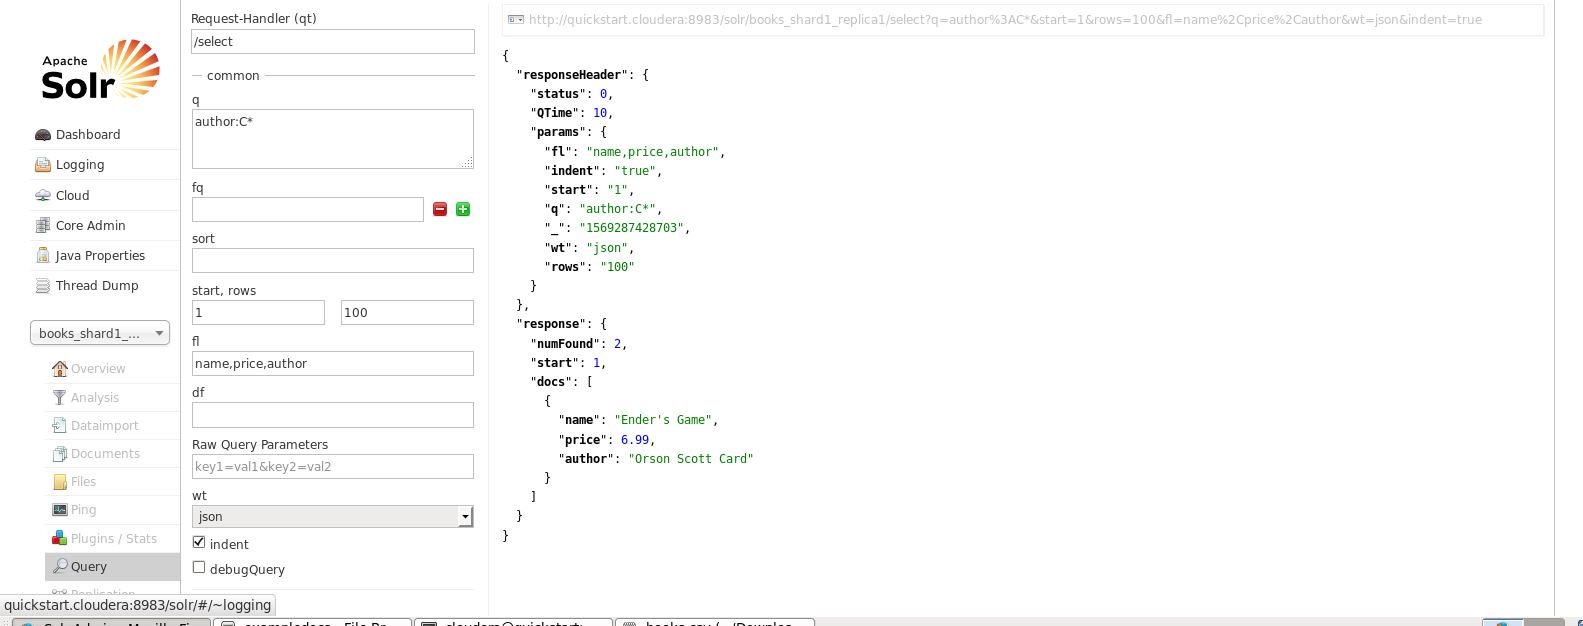 Apache
Solr
Dashboard
Logging
Cloud
Core Admin
Java Properties
Thread Dump
books_shard1_...
Overview
Analysis
Dataimport
Documents
Files
Ping
Plugins / Stats
Query
Replication
quickstart.cloudera:8983/solr/#/~logging
Request-Handler (qt)
/select
common
q
author:C*
fq
sort
start, rows
1 100
fl
name,price,author
df
Raw Query Parameters
key1=val1&key2=val2
wt
json
indent
debugQuery
http://quickstart.cloudera:8983/solr/books_shard1_replica1/select?q=author%3AC*&start=1&rows=100&fl=name%2Cprice%2Cauthor&wt=json&indent=true
{
"responseHeader": {
"status": 0,
"QTime": 10,
"params": {
"fl": "name,price,author",
"indent": "true",
"start": "1",
"q": "author:C*",
"_": "1569287428703",
"wt": "json",
"rows": "100"
}
},
"response": {
"numFound": 2,
"start": 1,
"docs": [
{
"name": "Ender's Game",
"price": 6.99,
"author": "Orson Scott Card"
}
]
}
}